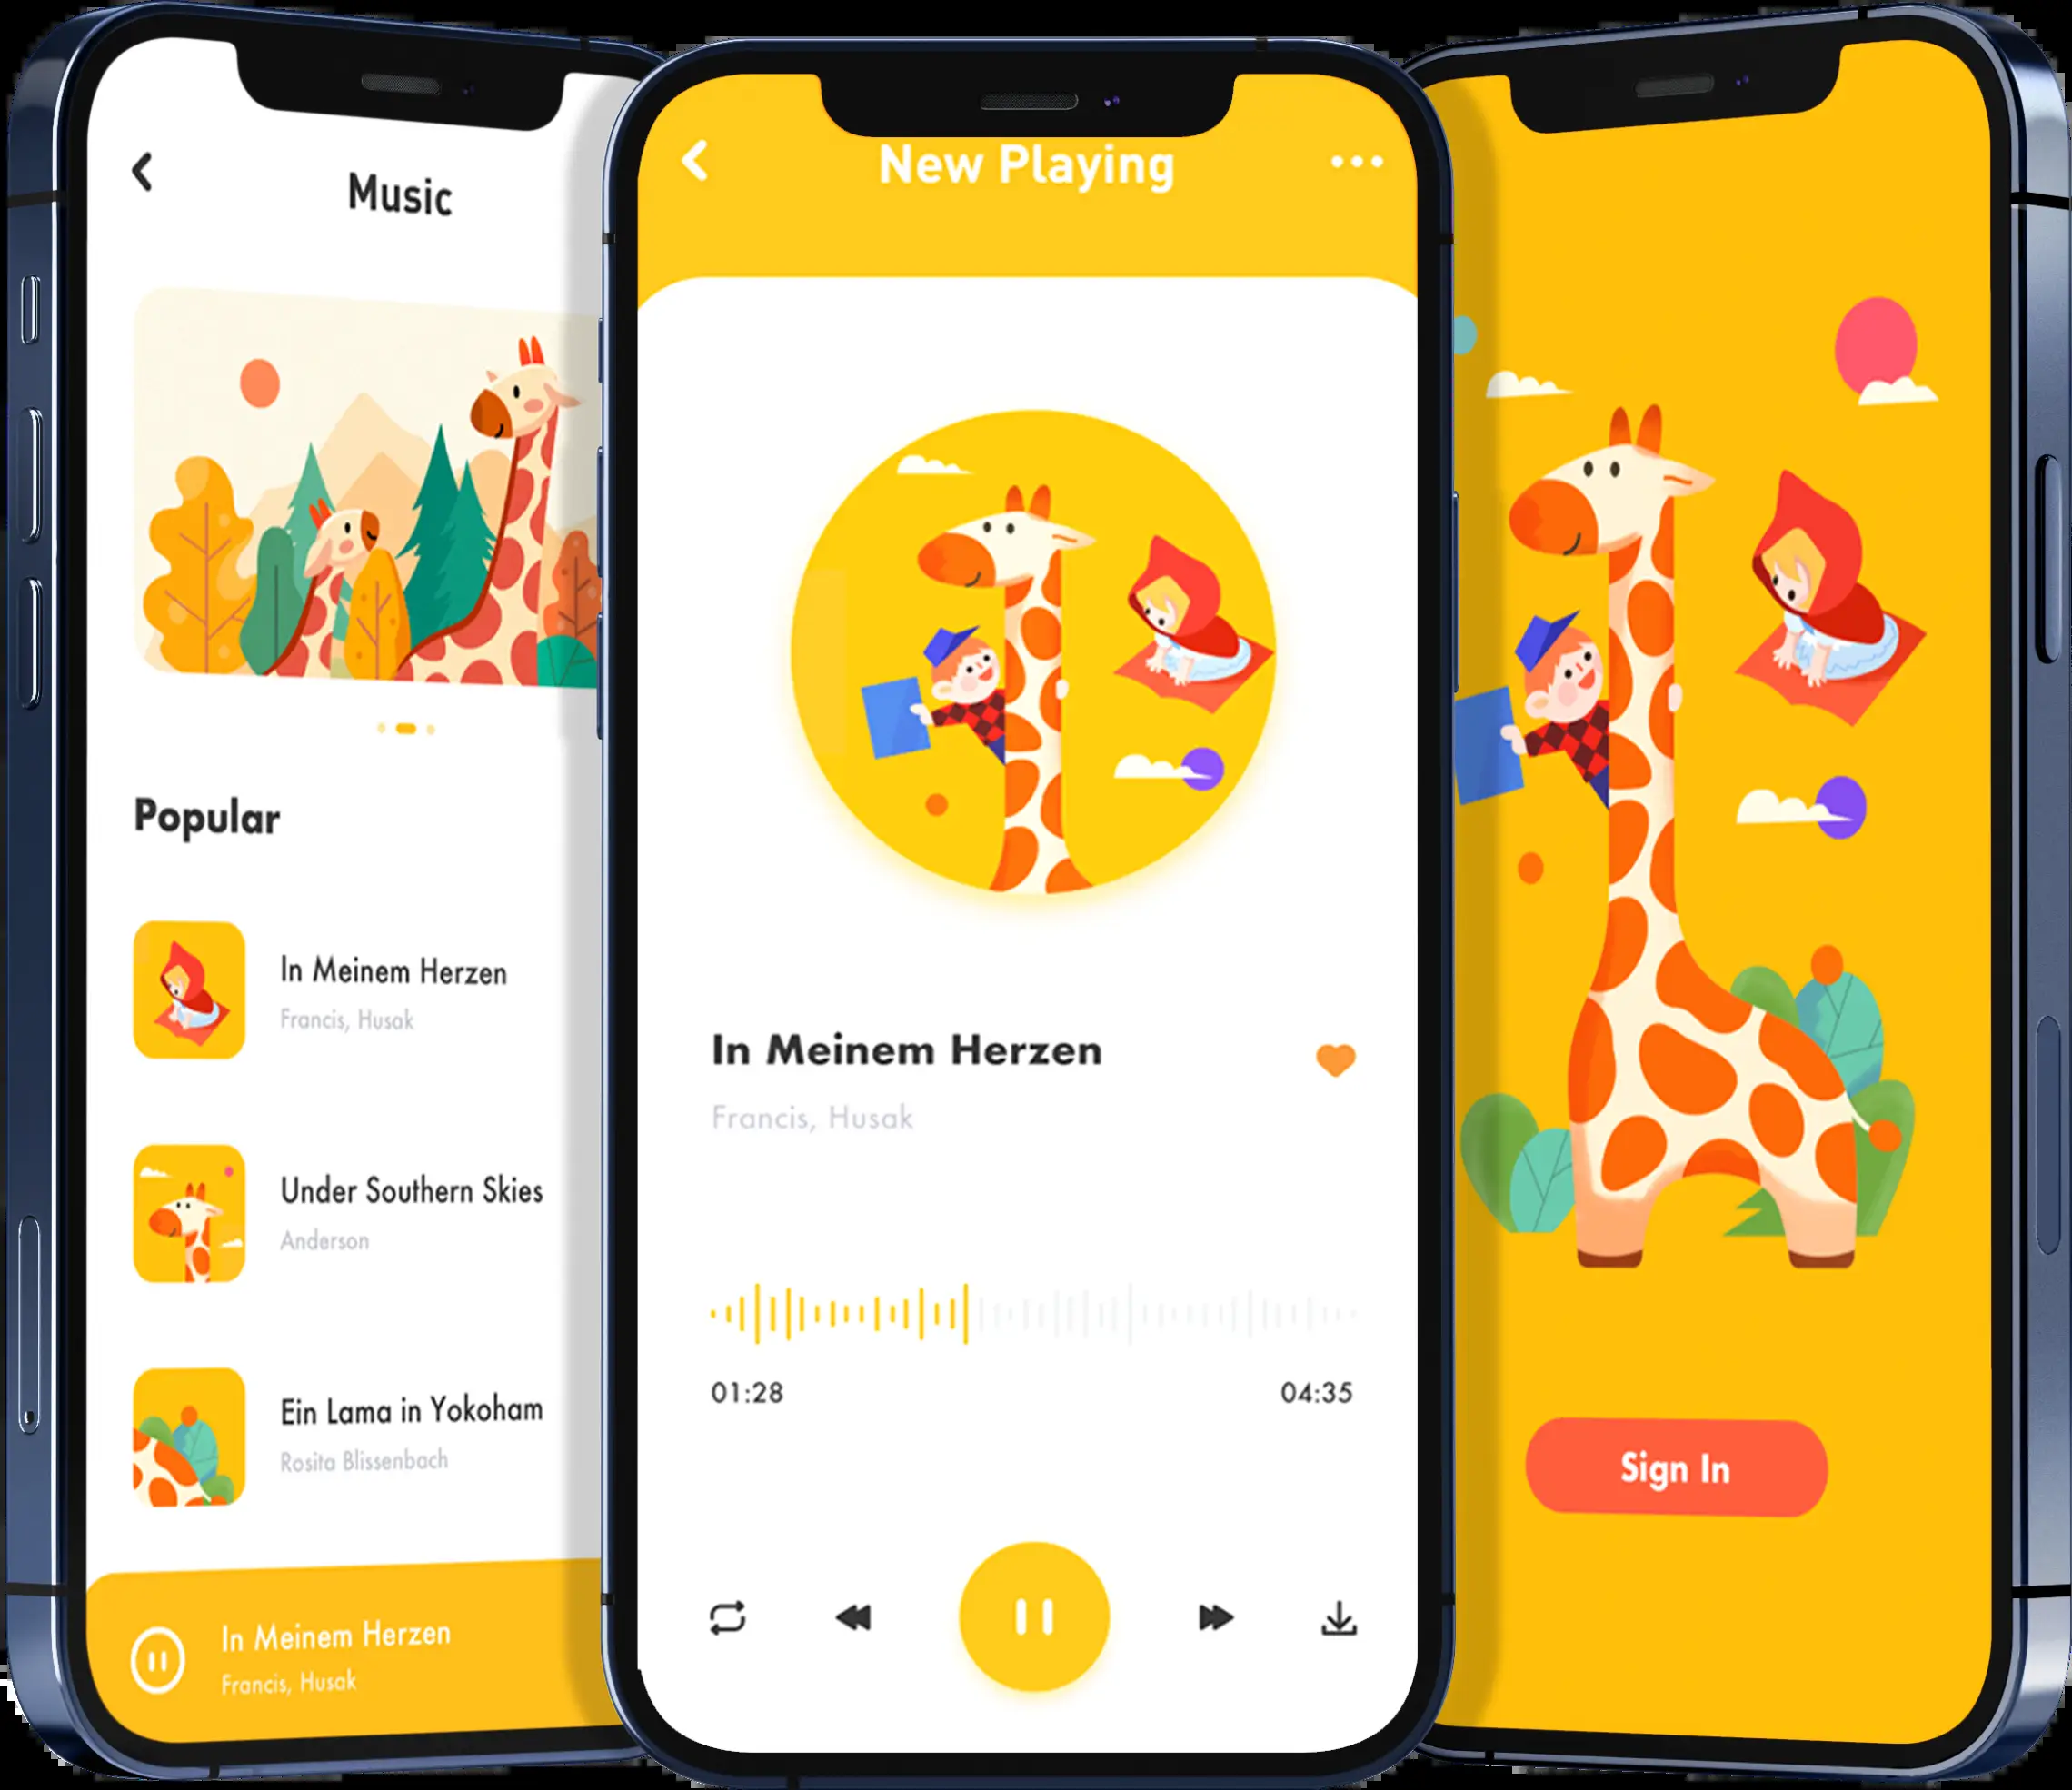 Music
Popular
In Meinem Herzen
Francis, Husak
Under Southern Skies
Anderson
Ein Lama in Yokoham
Rosita Blissenbach
In Meinem Herzen
Francis, Husak
New Playing
In Meinem Herzen
Francis, Husak
01:28
04:35
Sign In